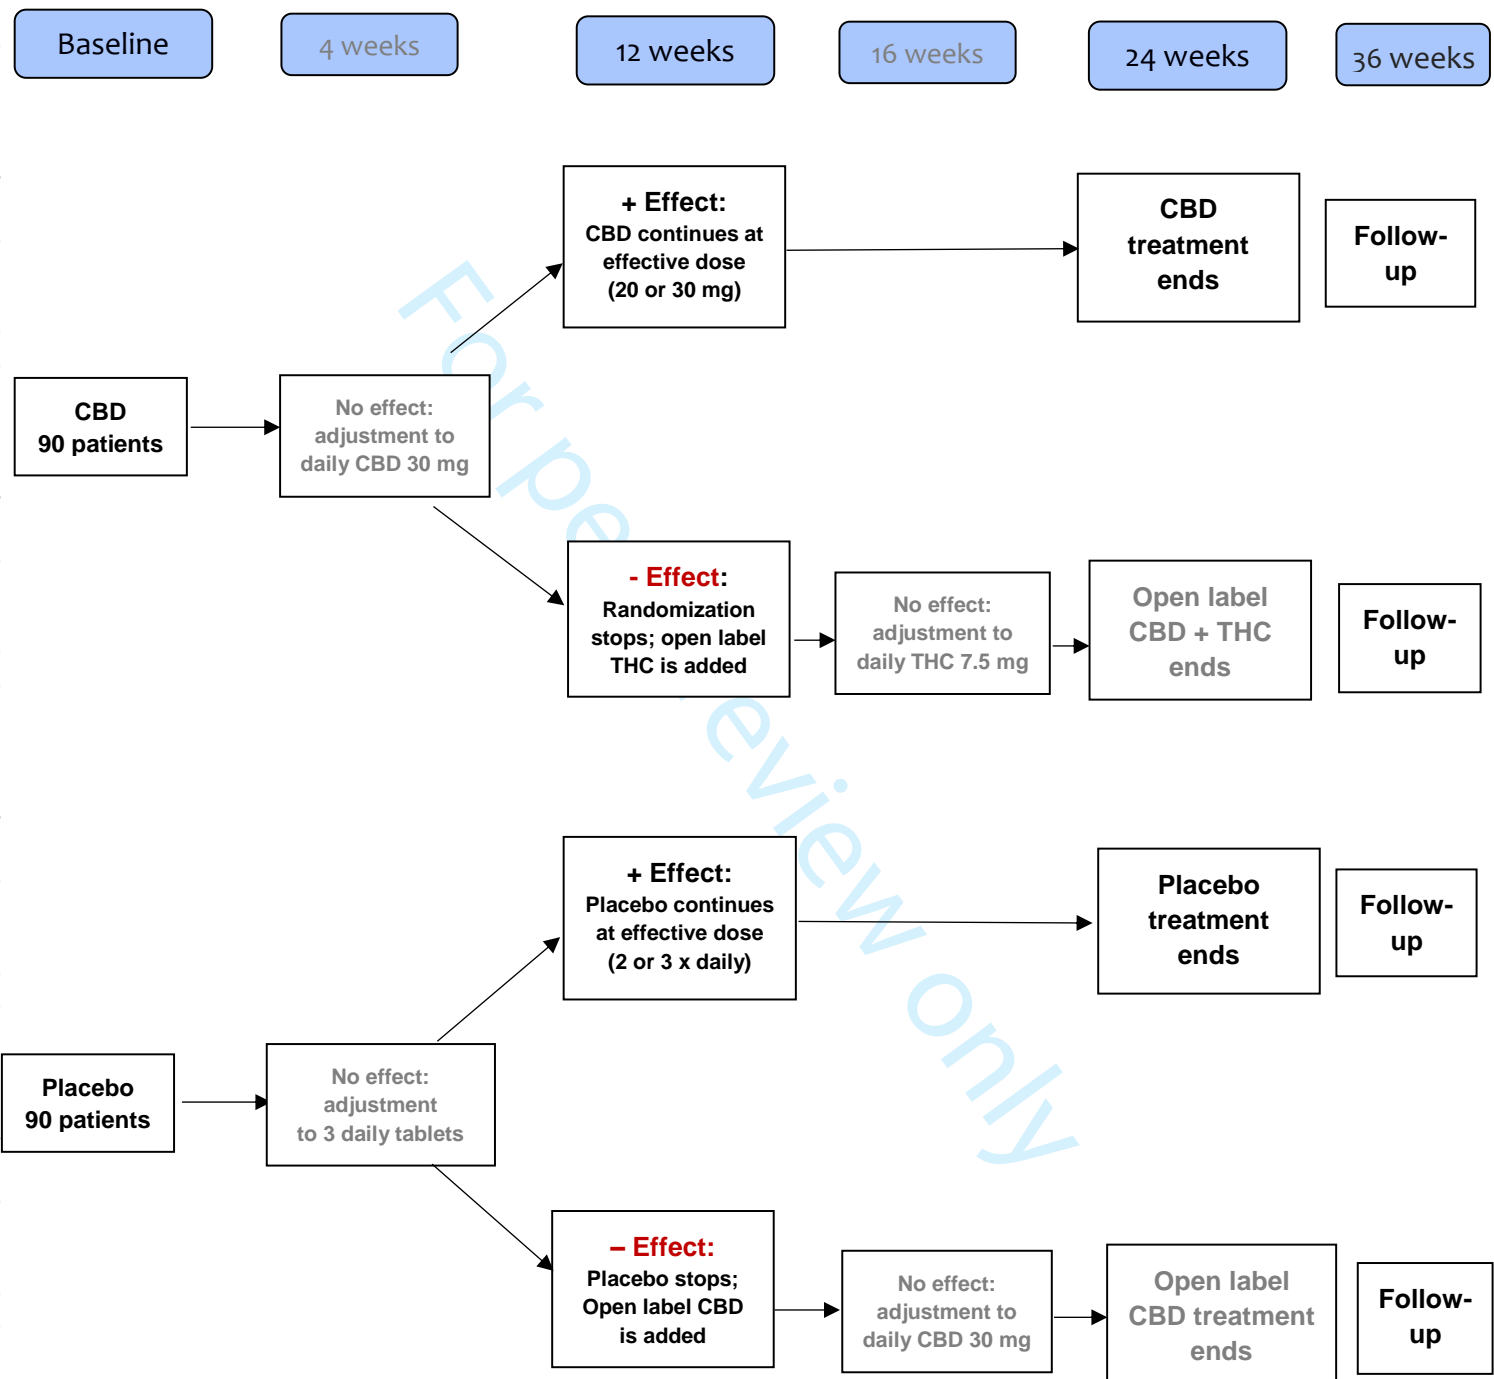 Baseline
4 weeks
12 weeks
16 weeks
24 weeks
36 weeks
+ Effect:
CBD continues at
effective dose
(20 or 30 mg)
CBD
treatment
ends
Follow-
up
CBD
90 patients
No effect:
adjustment to
daily CBD 30 mg
- Effect:
Randomization
stops; open label
THC is added
No effect:
adjustment to
daily THC 7.5 mg
Open label
CBD + THC
ends
Follow-
up
+ Effect:
Placebo continues
at effective dose
(2 or 3 x daily)
Placebo
treatment
ends
Follow-
up
Placebo
90 patients
No effect:
adjustment
to 3 daily tablets
– Effect:
Placebo stops;
Open label CBD
is added
No effect:
adjustment to
daily CBD 30 mg
Open label
CBD treatment
ends
Follow-
up
For peer review only